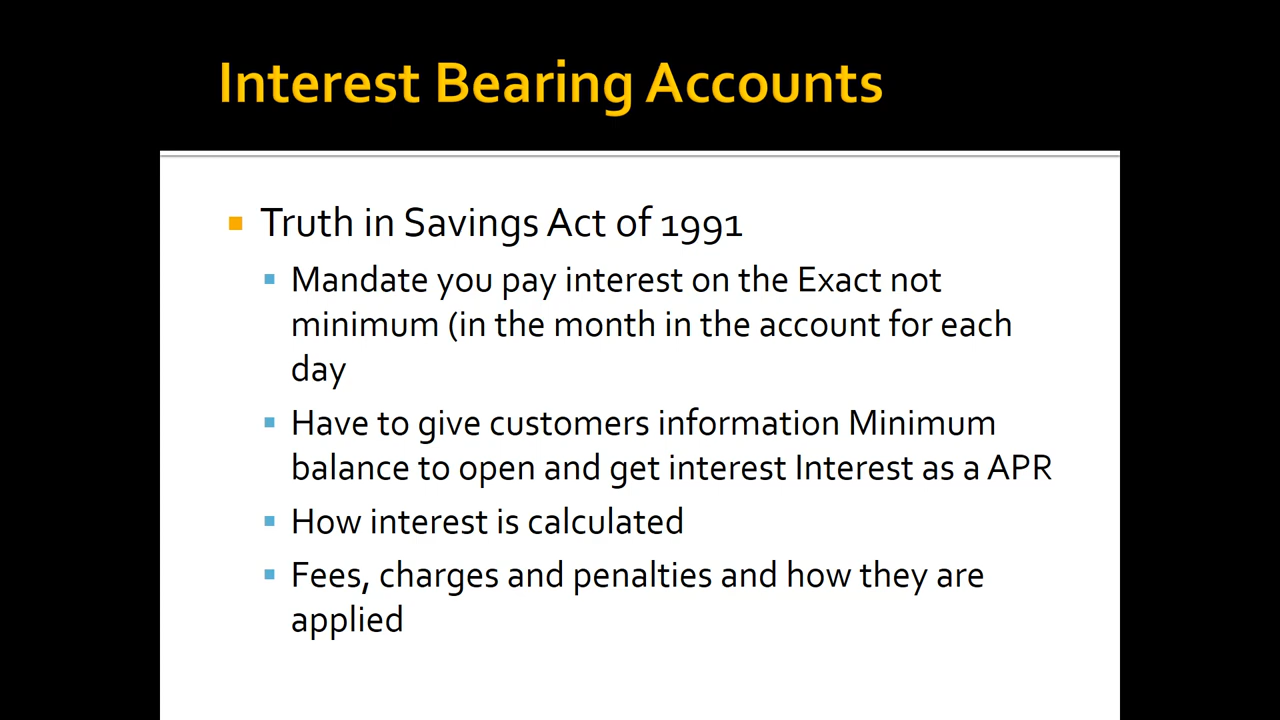 Interest Bearing Accounts
Truth in Savings Act of 1991
Mandate you pay interest on the Exact not
minimum (in the month in the account for each
day
Have to give customers information Minimum
balance to open and get interest Interest as a APR
How interest is calculated
Fees, charges and penalties and how they are
applied